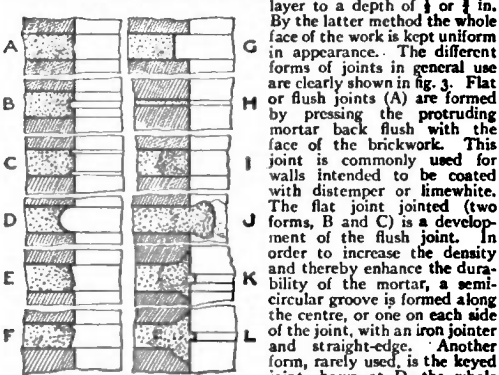 layer to a depth of ⅜ or ¾ in.
By the latter method the whole
face of the work is kept uniform
in appearance. The different
forms of joints in general use
are clearly shown in fig. 3. Flat
or flush joints (A) are formed
by pressing the protruding
mortar back flush with the
face of the brickwork. This
joint is commonly used for
walls intended to be coated
with distemper or limewhite.
The flat joint jointed (two
forms, B and C) is a develop-
ment of the flush joint. In
order to increase the density
and thereby enhance the dura-
bility of the mortar, a semi-
circular groove is formed along
the centre, or one on each side
of the joint, with an iron jointer
and straight-edge. Another
form, rarely used, is the keyed
joint shown at D, the whole
A
B
C
D
E
F
G
H
I
J
K
L